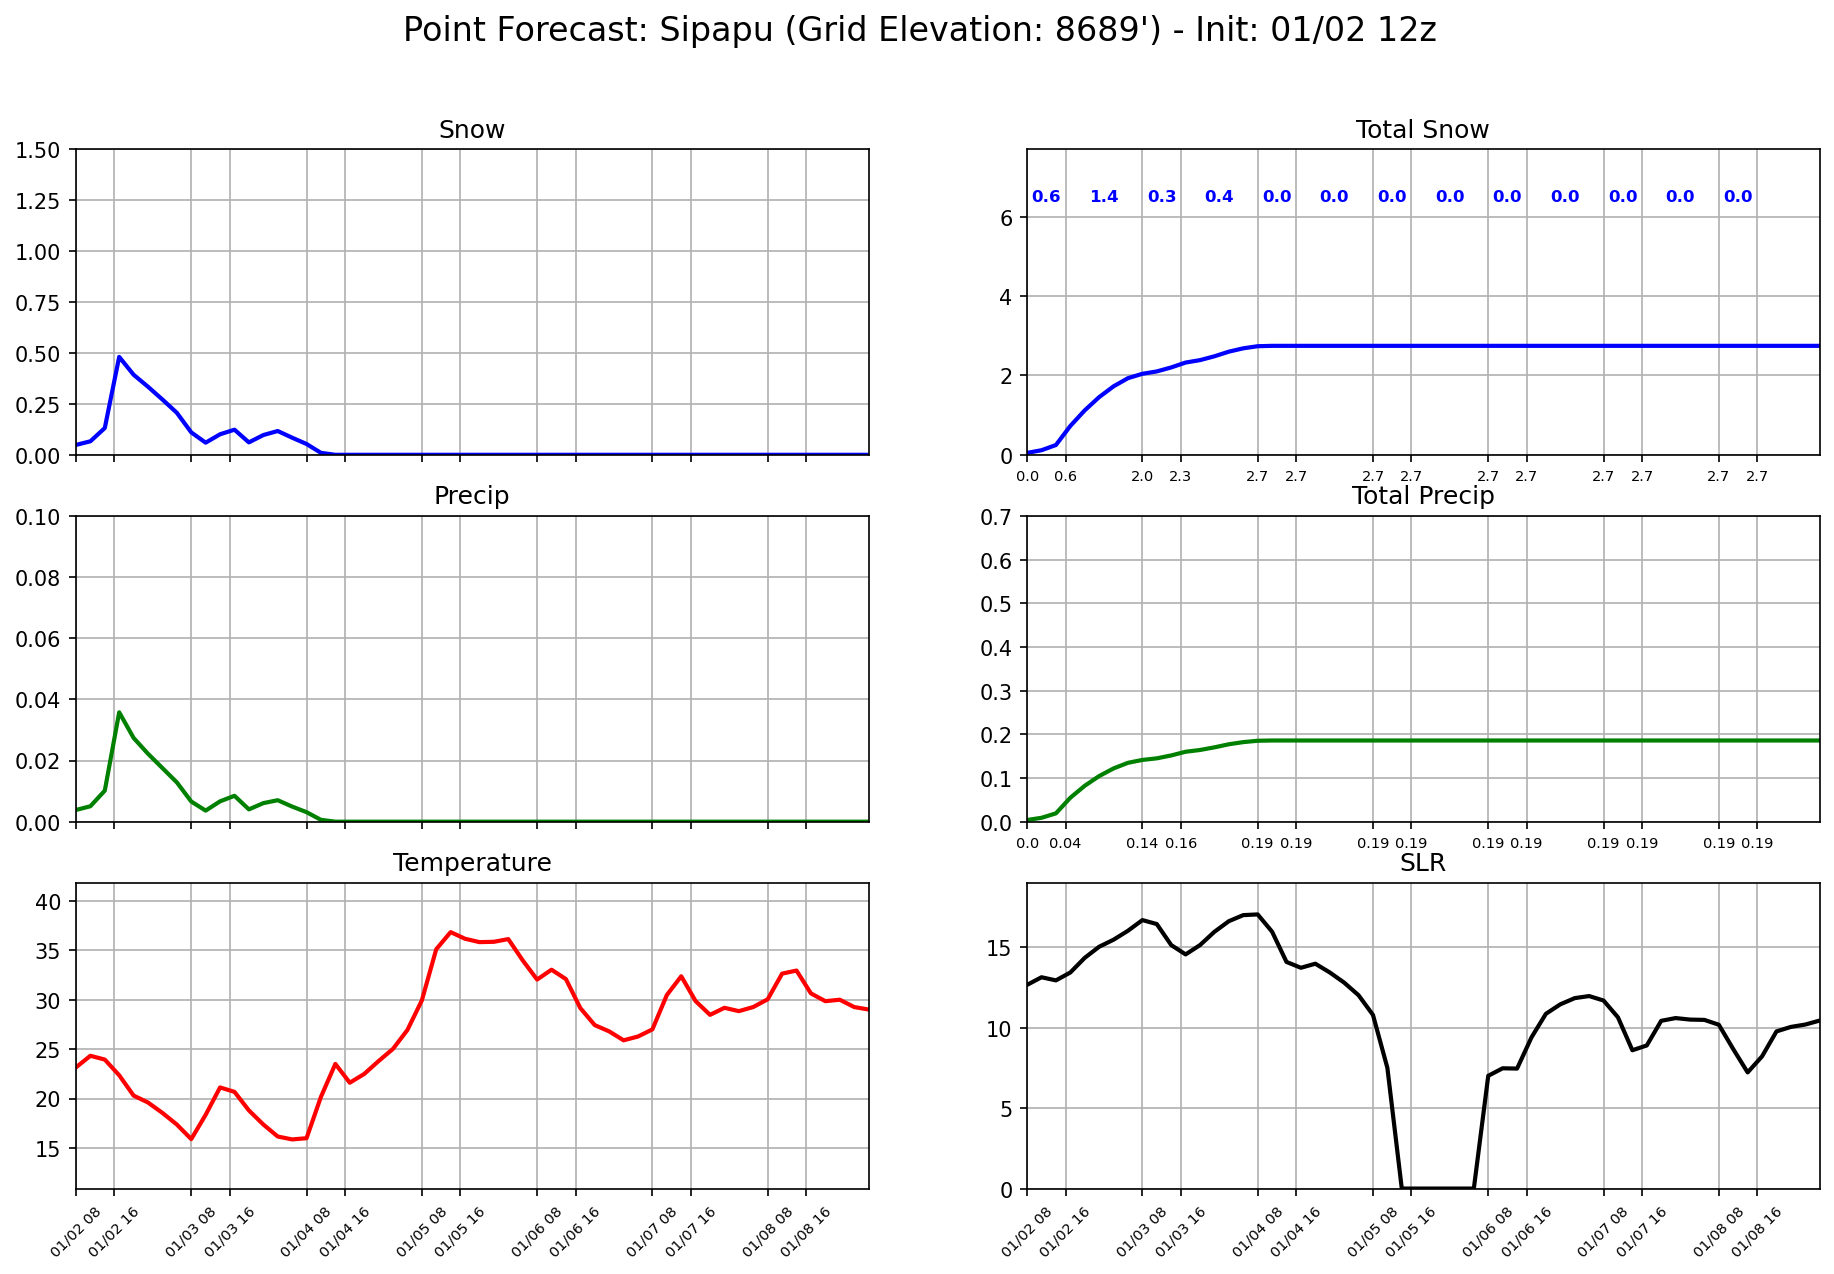 Point Forecast: Sipapu (Grid Elevation: 8689') - Init: 01/02 12z
Snow
1.50
1.25
1.00
0.75
0.50
0.25
0.00
Total Snow
0.6 1.4 0.3 0.4 0.0 0.0 0.0 0.0 0.0 0.0 0.0 0.0 0.0
6
4
2
0
0.0 0.6 2.0 2.3 2.7 2.7 2.7 2.7 2.7 2.7 2.7 2.7 2.7 2.7
Precip
0.10
0.08
0.06
0.04
0.02
0.00
Total Precip
0.7
0.6
0.5
0.4
0.3
0.2
0.1
0.0
0.0 0.04 0.14 0.16 0.19 0.19 0.19 0.19 0.19 0.19 0.19 0.19 0.19 0.19
Temperature
40
35
30
25
20
15
01/02 08 01/02 16 01/03 08 01/03 16 01/04 08 01/04 16 01/05 08 01/05 16 01/06 08 01/06 16 01/07 08 01/07 16 01/08 08 01/08 16
SLR
15
10
5
0
01/02 08 01/02 16 01/03 08 01/03 16 01/04 08 01/04 16 01/05 08 01/05 16 01/06 08 01/06 16 01/07 08 01/07 16 01/08 08 01/08 16